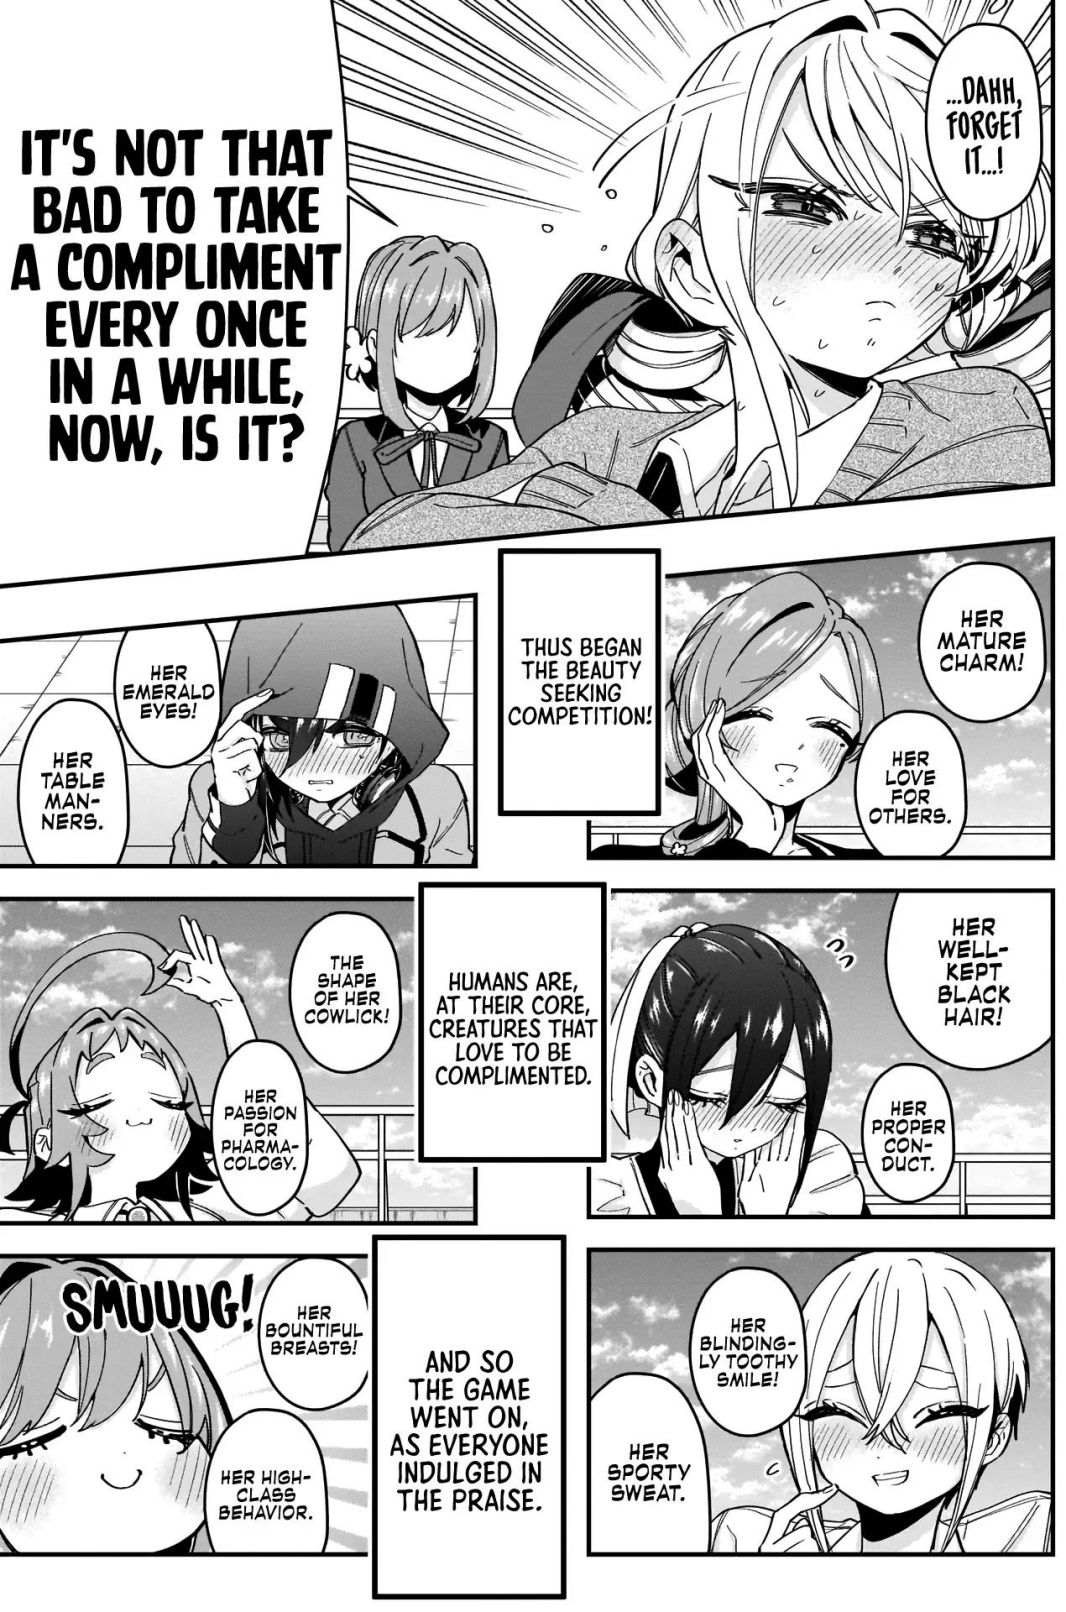 ...DAHH,
FORGET
IT...!
IT'S NOT THAT
BAD TO TAKE
A COMPLIMENT
EVERY ONCE
IN A WHILE,
NOW, IS IT?
HER
MATURE
CHARM!
HER
LOVE
FOR
OTHERS.
THUS BEGAN
THE BEAUTY
SEEKING
COMPETITION!
HER
EMERALD
EYES!
HER
TABLE
MAN-
NERS.
HER
WELL-
KEPT
BLACK
HAIR!
HER
PROPER
CON-
DUCT.
HUMANS ARE,
AT THEIR CORE,
CREATURES THAT
LOVE TO BE
COMPLIMENTED.
THE
SHAPE
OF HER
COWLICK!
HER
PASSION
FOR
PHARMA-
COLOGY.
HER
BLINDING-
LY TOOTHY
SMILE!
HER
SPORTY
SWEAT.
AND SO
THE GAME
WENT ON,
AS EVERYONE
INDULGED IN
THE PRAISE.
HER
BOUNTIFUL
BREASTS!
SMUUUG!
HER HIGH-
CLASS
BEHAVIOR.